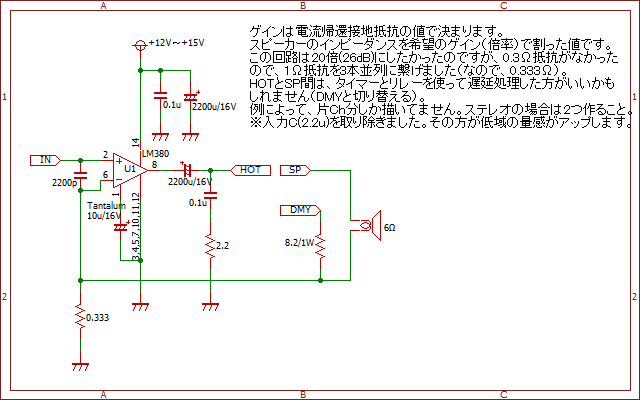 A B C
ゲインは電流帰還接地抵抗の値で決まります。
スピーカーのインピーダンスを希望のゲイン(倍率)で割った値です。
この回路は20倍(26dB)にしたかったのですが、0.3Ω抵抗がなかった
ので、1Ω抵抗を3本並列に繋げました(なので、0.333Ω)。
HOTとSP間は、タイマーとリレーを使って遅延処理した方がいいかも
しれません(DMYと切り替える)。
例によって、片Ch分しか描いてません。ステレオの場合は2つ作ること。
※入力C(2.2u)を取り除きました。その方が低域の量感がアップします。
+12V～+15V
1 1
0.1u 2200u/16V
14
LM380
IN 2 + U1 8 HOT SP
2200p 6 - 2200u/16V
1
Tantalum
10u/16V
3,4,5,7,10,11,12
0.1u
DMY
6Ω
2.2 8.2/1W
2 2
0.333
A B C